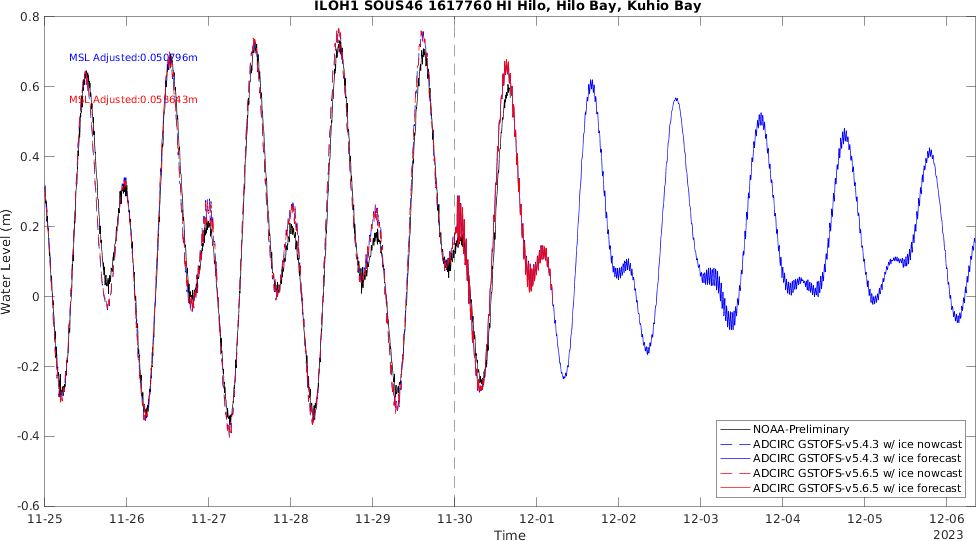 ILOH1 SOUS46 1617760 HI Hilo, Hilo Bay, Kuhio Bay
0.8
0.6
0.4
0.2
0
-0.2
-0.4
-0.6
Water Level (m)
MSL Adjusted:0.050796m
MSL Adjusted:0.058643m
NOAA-Preliminary
ADCIRC GSTOFS-v5.4.3 w/ ice nowcast
ADCIRC GSTOFS-v5.4.3 w/ ice forecast
ADCIRC GSTOFS-v5.6.5 w/ ice nowcast
ADCIRC GSTOFS-v5.6.5 w/ ice forecast
11-25 11-26 11-27 11-28 11-29 11-30 12-01 12-02 12-03 12-04 12-05 12-06
Time
2023